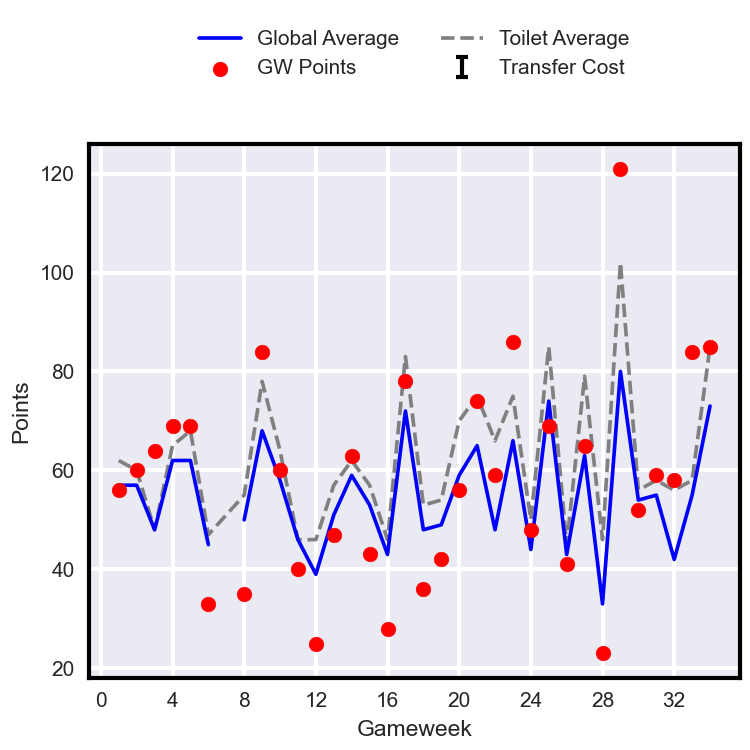 Global Average
Toilet Average
GW Points
Transfer Cost
120
100
80
60
40
20
Points
0 4 8 12 16 20 24 28 32
Gameweek